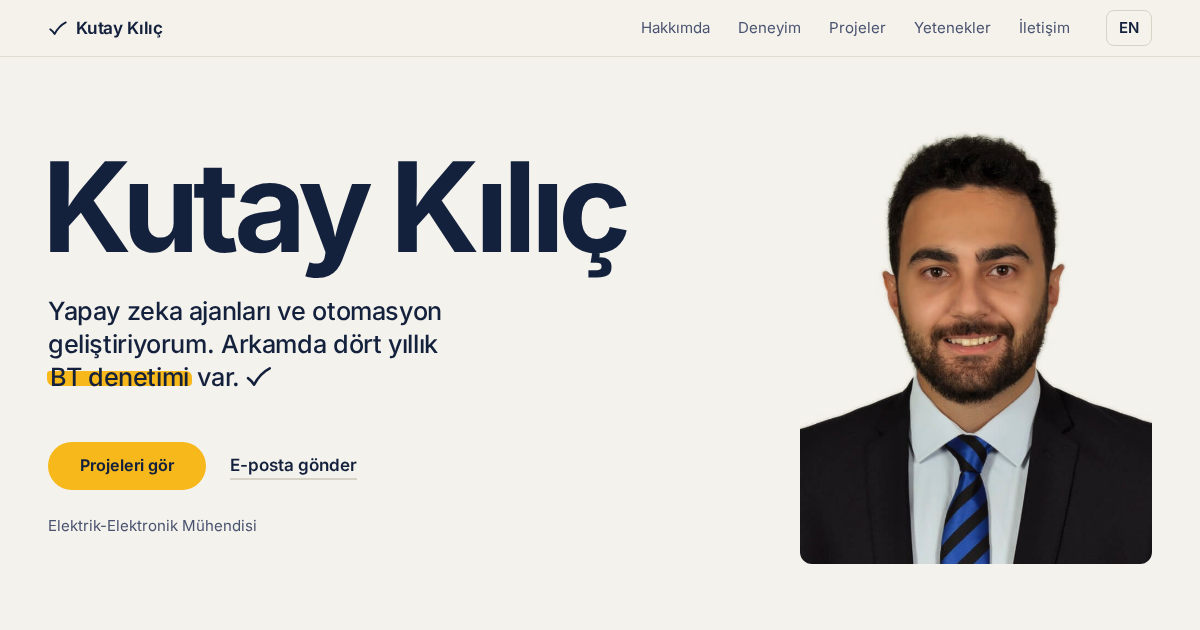 Kutay Kılıç
Hakkımda
Deneyim
Projeler
Yetenekler
İletişim
EN
Kutay Kılıç
Yapay zeka ajanları ve otomasyon
geliştiriyorum. Arkamda dört yıllık
BT denetimi var.
Projeleri gör
E-posta gönder
Elektrik-Elektronik Mühendisi